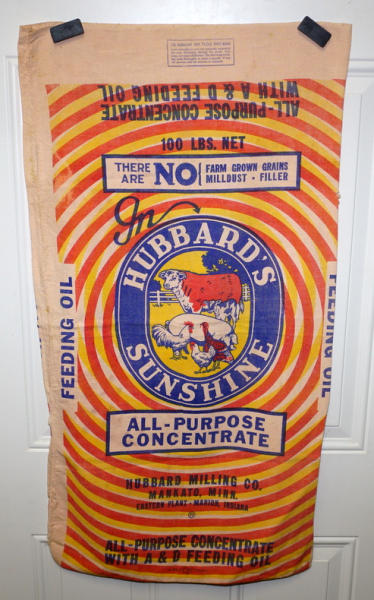 ALL-PURPOSE CONCENTRATE
WITH A & D FEEDING OIL
100 LBS. NET
THERE ARE NO
FARM GROWN GRAINS
MILLDUST - FILLER
In
HUBBARD'S
SUNSHINE
FEEDING OIL
FEEDING OIL
ALL-PURPOSE
CONCENTRATE
HUBBARD MILLING CO.
MANKATO, MINN.
EASTERN PLANT - MARION, INDIANA
ALL-PURPOSE CONCENTRATE
WITH A & D FEEDING OIL